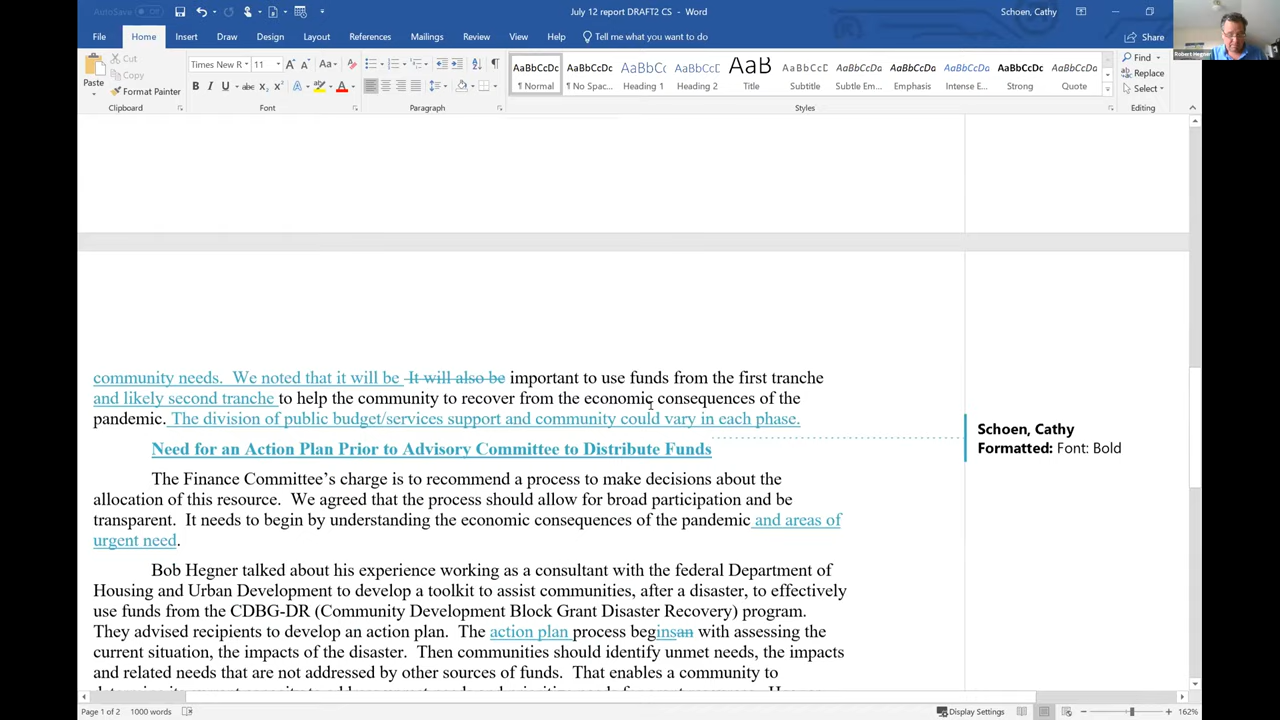 AutoSave Off
July 12 report DRAFT2 CS - Word
Schoen, Cathy
File Home Insert Draw Design Layout References Mailings Review View Help Tell me what you want to do
Share
Robert Hegner
Paste
Cut
Copy
Format Painter
Clipboard
Times New R 11
Font
Paragraph
AaBbCcDc AaBbCcDc AaBbCc AaBbCcC AaB AaBbCcD AaBbCcDa AaBbCcDa AaBbCcDa AaBbCcDc AaBbCcDa
¶ Normal ¶ No Spac... Heading 1 Heading 2 Title Subtitle Subtle Em... Emphasis Intense E... Strong Quote
Styles
Find
Replace
Select
Editing
community needs. We noted that it will be It will also be important to use funds from the first tranche
and likely second tranche to help the community to recover from the economic consequences of the
pandemic. The division of public budget/services support and community could vary in each phase.
Need for an Action Plan Prior to Advisory Committee to Distribute Funds
The Finance Committee's charge is to recommend a process to make decisions about the
allocation of this resource. We agreed that the process should allow for broad participation and be
transparent. It needs to begin by understanding the economic consequences of the pandemic and areas of
urgent need.
Bob Hegner talked about his experience working as a consultant with the federal Department of
Housing and Urban Development to develop a toolkit to assist communities, after a disaster, to effectively
use funds from the CDBG-DR (Community Development Block Grant Disaster Recovery) program.
They advised recipients to develop an action plan. The action plan process beginsan with assessing the
current situation, the impacts of the disaster. Then communities should identify unmet needs, the impacts
and related needs that are not addressed by other sources of funds. That enables a community to
Schoen, Cathy
Formatted: Font: Bold
Page 1 of 2 1000 words
Display Settings
162%